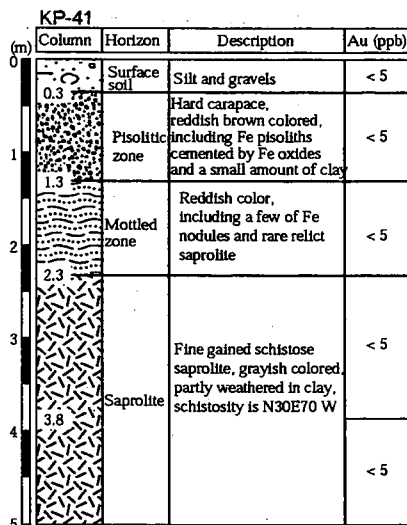 KP-41
(m) Column Horizon Description Au (ppb)
0
Surface soil
Silt and gravels
< 5
0.3
Pisolitic zone
Hard carapace,
reddish brown colored,
including Fe pisoliths
cemented by Fe oxides
and a small amount of clay
< 5
1
1.3
Mottled zone
Reddish color,
including a few of Fe
nodules and rare relict
saprolite
< 5
2
2.3
Saprolite
Fine gained schistose
saprolite, grayish colored,
partly weathered in clay,
schistosity is N30E70 W
< 5
3
3.8
4
< 5
5